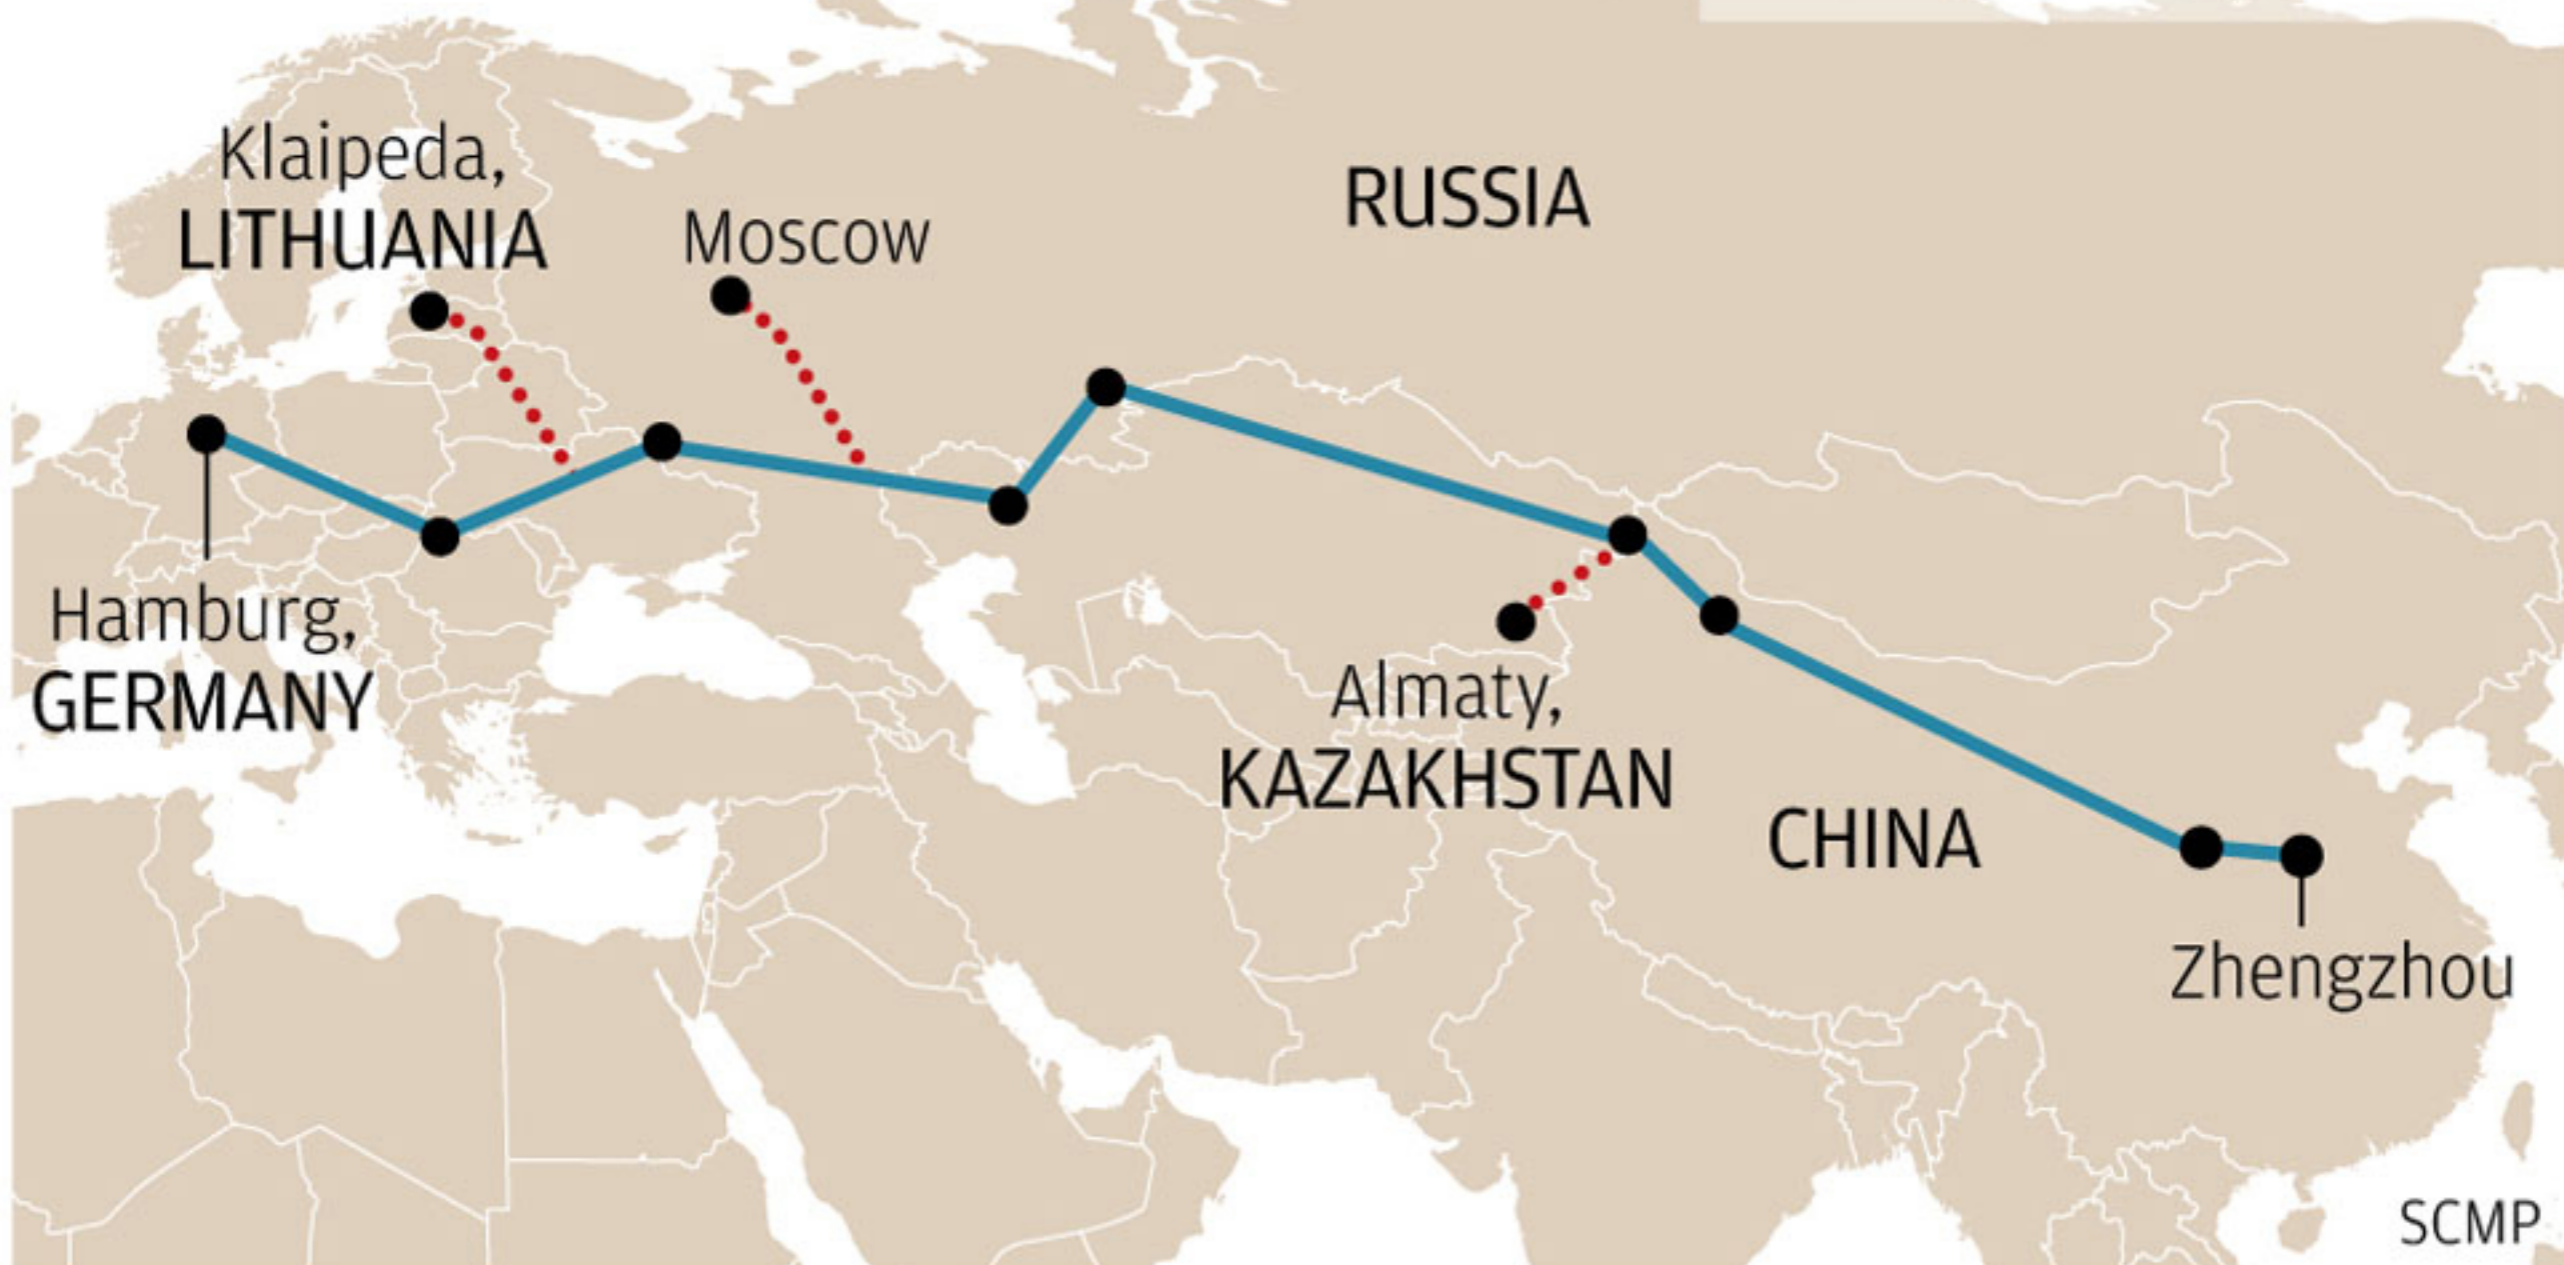 Klaipeda,
LITHUANIA
Moscow
RUSSIA
Hamburg,
GERMANY
Almaty,
KAZAKHSTAN
CHINA
Zhengzhou
SCMP